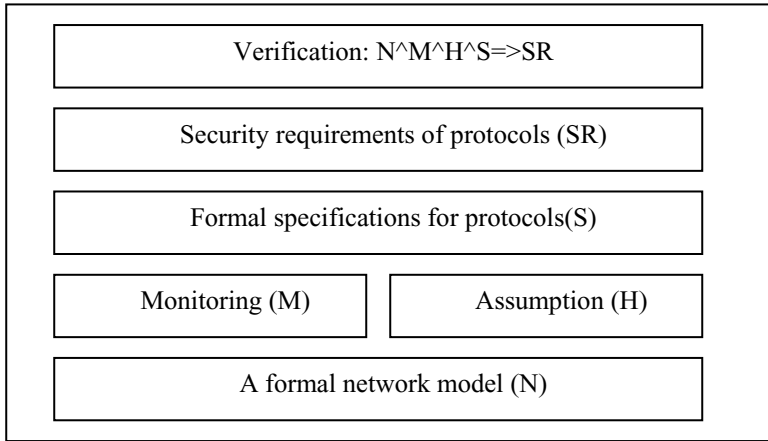 Verification: N^M^H^S=>SR
Security requirements of protocols (SR)
Formal specifications for protocols(S)
Monitoring (M)
Assumption (H)
A formal network model (N)